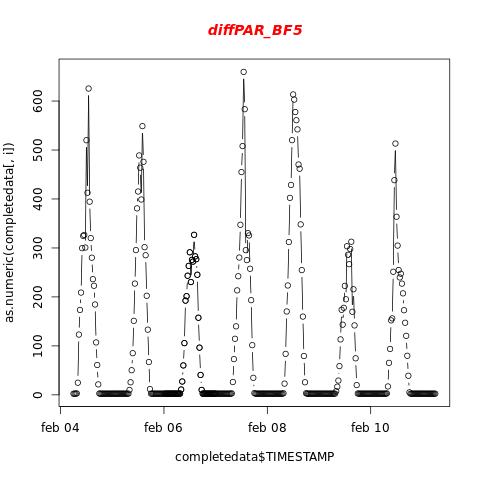 diffPAR_BF5
as.numeric(completedata[, i])
600
500
400
300
200
100
0
feb 04
feb 06
feb 08
feb 10
completedata$TIMESTAMP